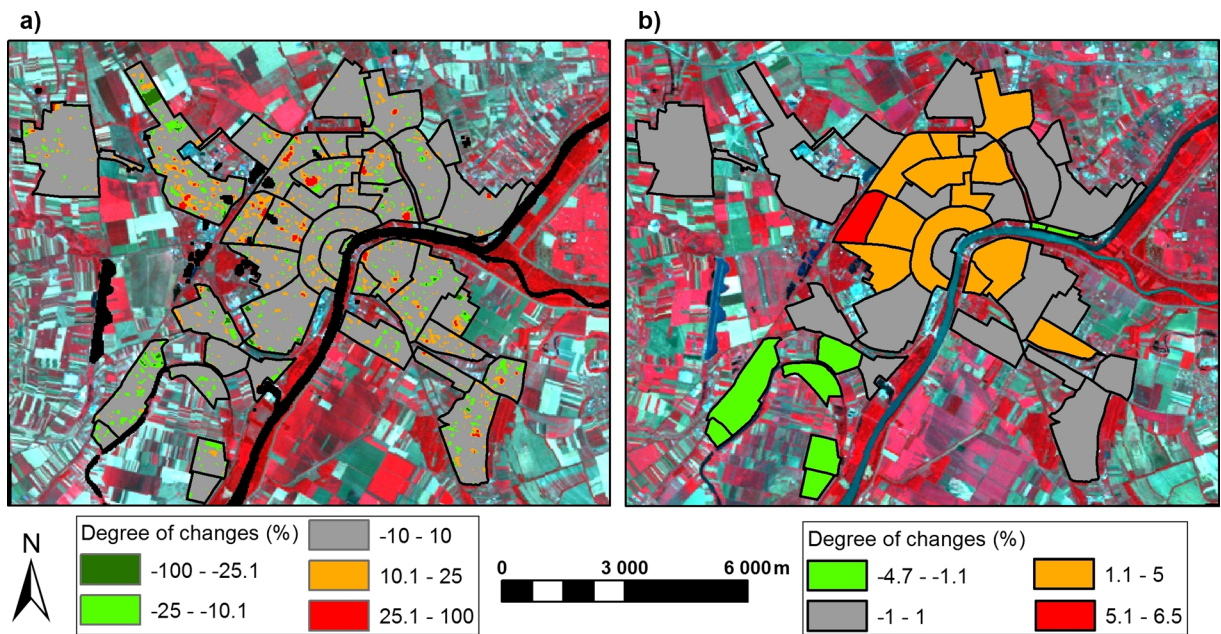 a)
b)
N
Degree of changes (%)
-100 - -25.1
-25 - -10.1
-10 - 10
10.1 - 25
25.1 - 100
0 3 000 6 000 m
Degree of changes (%)
-4.7 - -1.1
-1 - 1
1.1 - 5
5.1 - 6.5